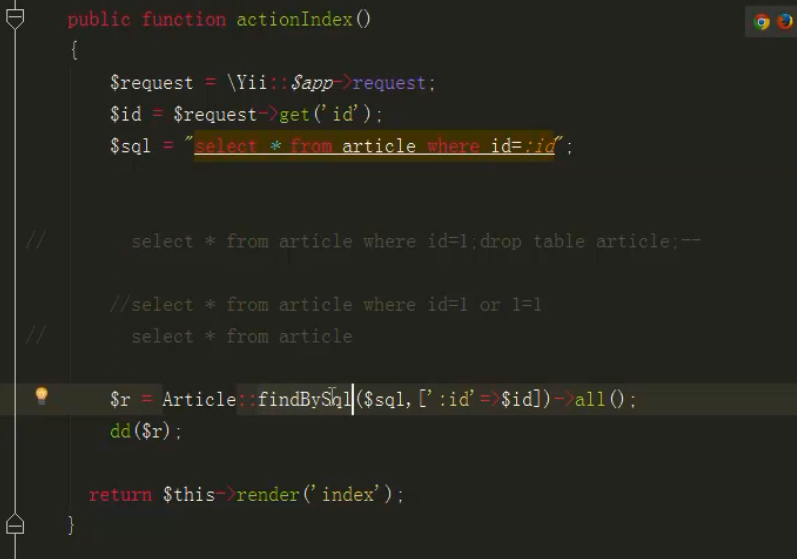 public function actionIndex()
{
$request = \Yii::$app->request;
$id = $request->get('id');
$sql = "select * from article where id=:id";
// select * from article where id=1;drop table article;--
//select * from article where id=1 or 1=1
// select * from article
$r = Article::findBySql($sql,[':id'=>$id])->all();
dd($r);
return $this->render('index');
}